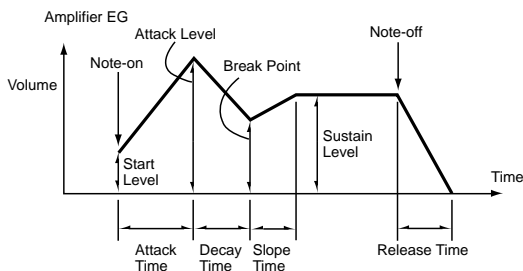 Amplifier EG
Attack Level
Note-off
Note-on
Break Point
Volume
Start
Level
Sustain
Level
Time
Attack
Time
Decay
Time
Slope
Time
Release Time